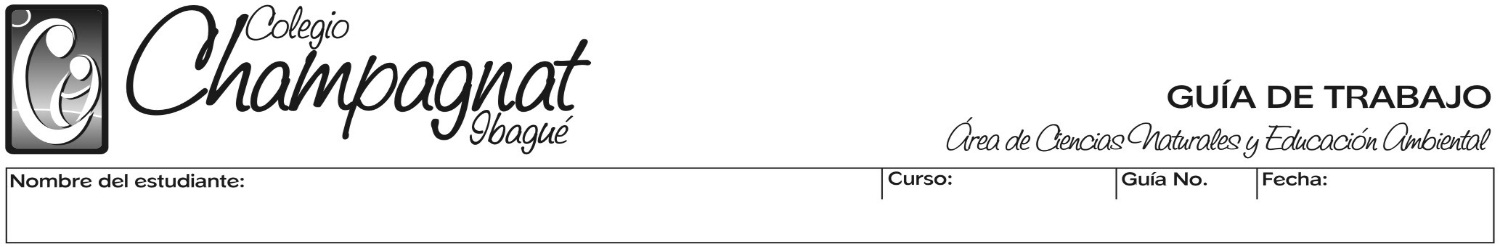 Colegio
Champagnat
Ibagué
GUÍA DE TRABAJO
Área de Ciencias Naturales y Educación Ambiental
Nombre del estudiante: Curso: Guía No. Fecha: